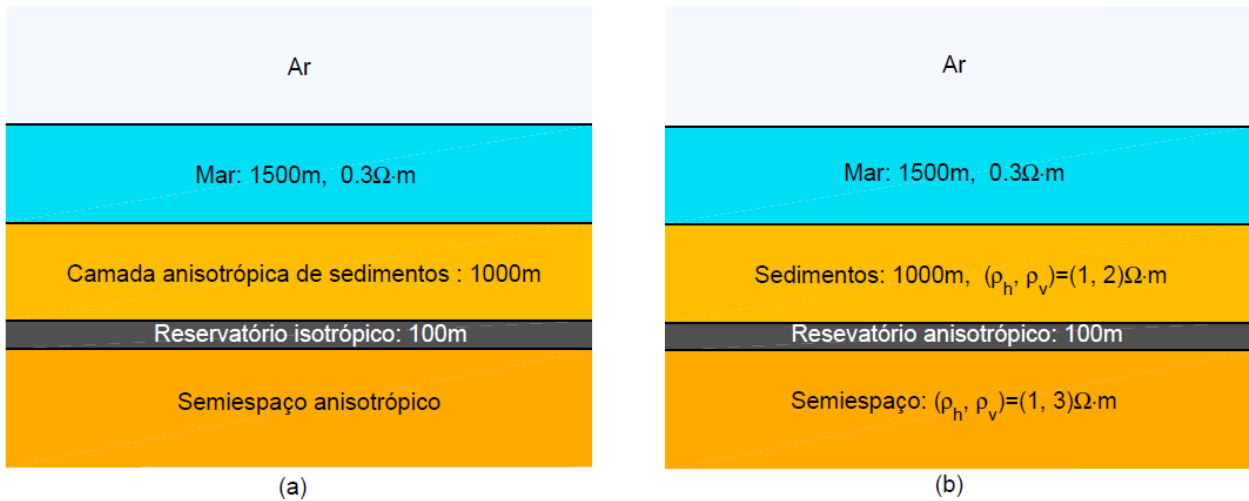 Ar
Mar: 1500m, 0.3Ω·m
Camada anisotrópica de sedimentos : 1000m
Reservatório isotrópico: 100m
Semiespaço anisotrópico
(a)
Ar
Mar: 1500m, 0.3Ω·m
Sedimentos: 1000m, (ρh, ρv)=(1, 2)Ω·m
Resevatório anisotrópico: 100m
Semiespaço: (ρh, ρv)=(1, 3)Ω·m
(b)